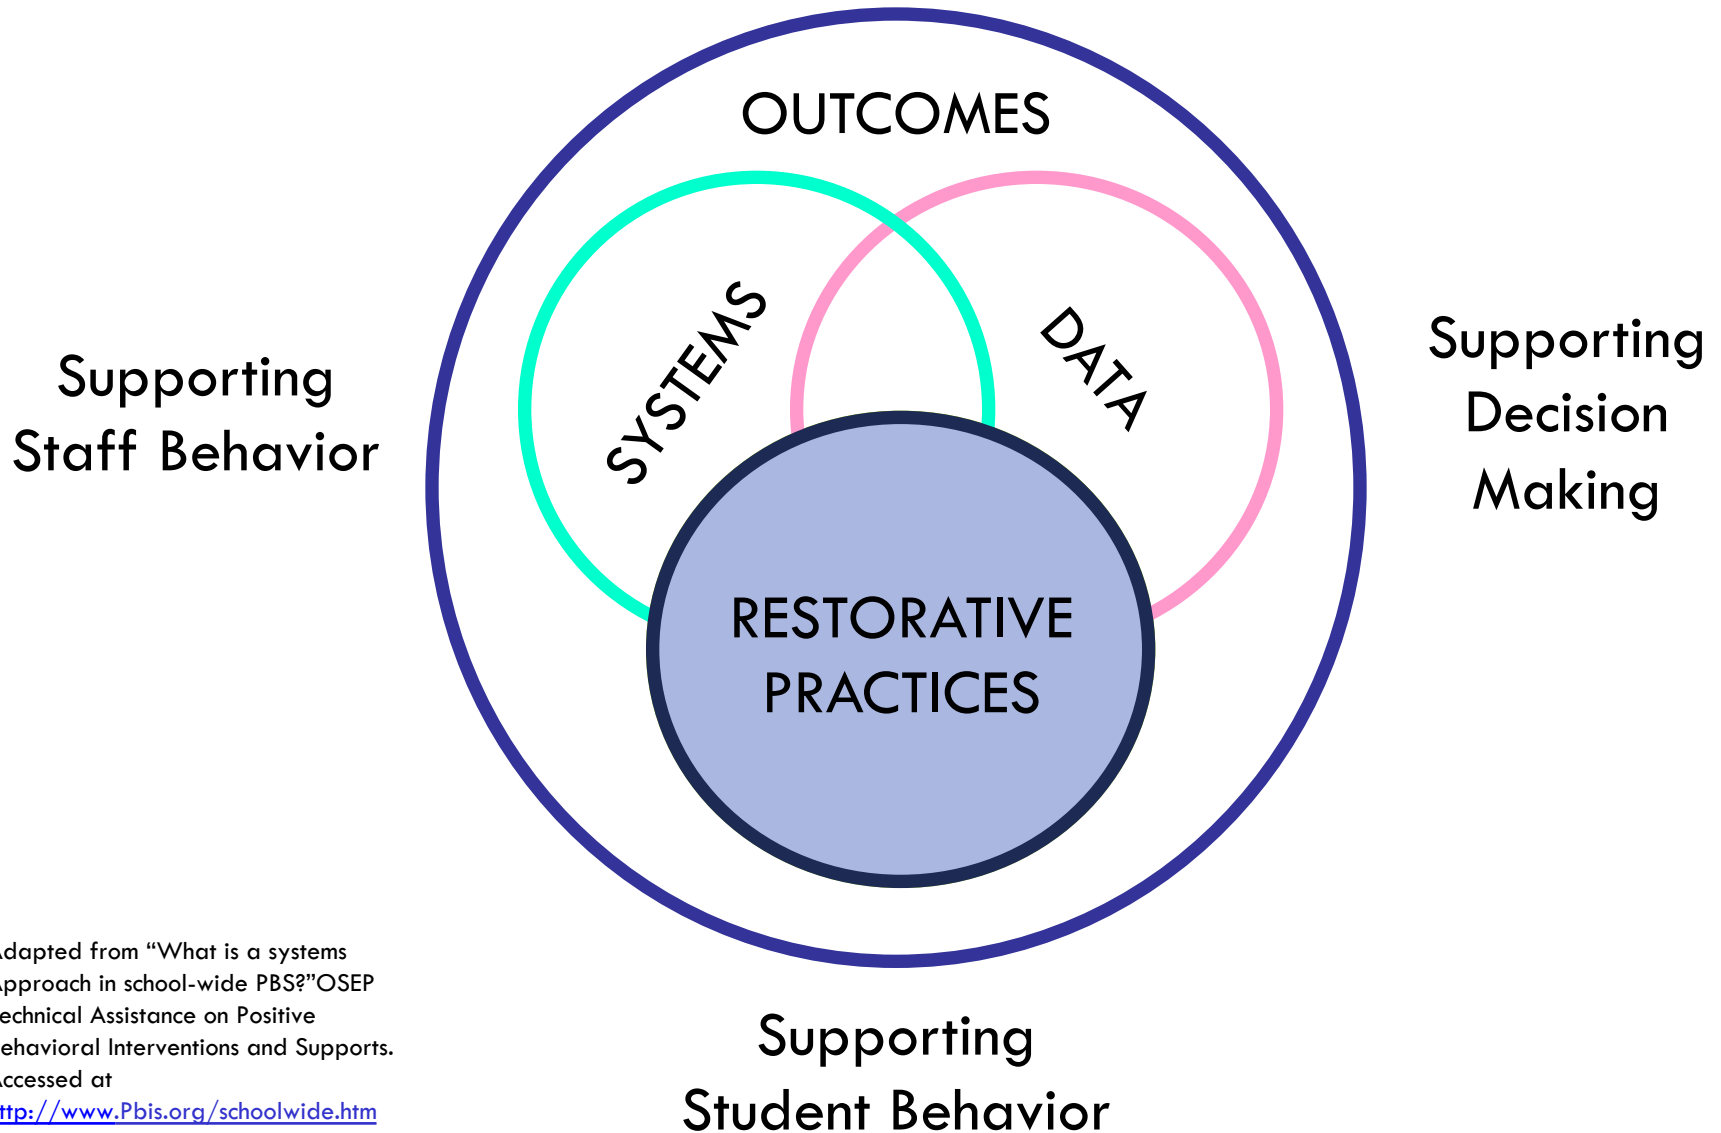 OUTCOMES
SYSTEMS
DATA
Supporting
Staff Behavior
Supporting
Decision
Making
RESTORATIVE
PRACTICES
Supporting
Student Behavior
dapted from “What is a systems
pproach in school-wide PBS?”OSEP
echnical Assistance on Positive
ehavioral Interventions and Supports.
ccessed at
ttp://www.Pbis.org/schoolwide.htm